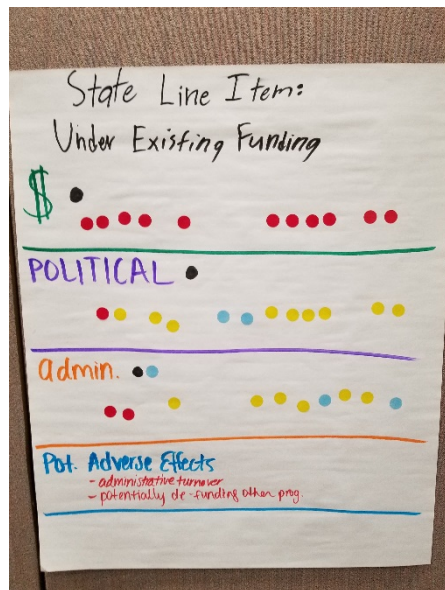 State Line Item:
Under Existing Funding
$
POLITICAL
admin.
Pot. Adverse Effects
- administrative turnover
- potentially de-funding other prog.